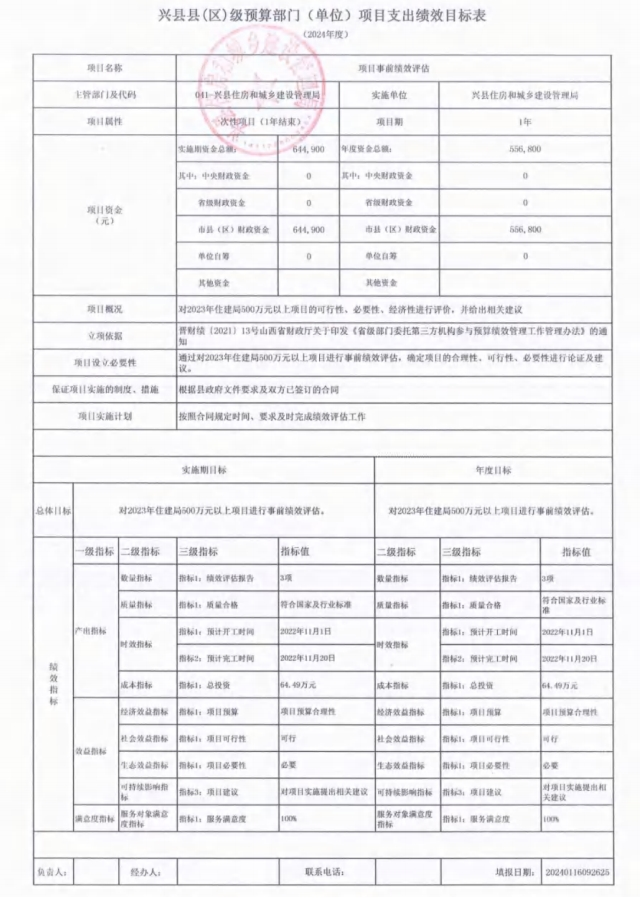 兴县县(区)级预算部门(单位)项目支出绩效目标表
(2024年度)
项目名称 项目事前绩效评估
主管部门及代码 041-兴县住房和城乡建设管理局 实施单位 兴县住房和城乡建设管理局
项目属性 一次性项目(1年结束) 项目期 1年
项目资金
(元)
实施期资金总额: 644,900 年度资金总额: 556,800
其中:中央财政资金 0 其中:中央财政资金 0
省级财政资金 0 省级财政资金 0
市县(区)财政资金 644,900 市县(区)财政资金 556,800
单位自筹 0 单位自筹 0
其他资金 其他资金
项目概况 对2023年住建局500万元以上项目的可行性、必要性、经济性进行评价,并给出相关建议
立项依据 晋财绩〔2021〕13号山西省财政厅关于印发《省级部门委托第三方机构参与预算绩效管理工作管理办法》的通
知
项目设立必要性 通过对2023年住建局500万元以上项目进行事前绩效评估,确定项目的合理性、可行性、必要性进行论证及建
议。
保证项目实施的制度、措施 根据县政府文件要求及双方已签订的合同
项目实施计划 按照合同规定时间、要求及时完成绩效评估工作
实施期目标 年度目标
总体目标 对2023年住建局500万元以上项目进行事前绩效评估。 对2023年住建局500万元以上项目进行事前绩效评估。
绩效指标
一级指标 二级指标 三级指标 指标值 二级指标 三级指标 指标值
产出指标
数量指标 指标1:绩效评估报告 3项 数量指标 指标1:绩效评估报告 3项
质量指标 指标1:质量合格 符合国家及行业标准 质量指标 指标1:质量合格 符合国家及行业标
准
时效指标 指标1:预计开工时间 2022年11月1日 时效指标 指标1:预计开工时间 2022年11月1日
指标2:预计完工时间 2022年11月20日 指标2:预计完工时间 2022年11月20日
成本指标 指标1:总投资 64.49万元 成本指标 指标1:总投资 64.49万元
效益指标
经济效益指标 指标1:项目预算 项目预算合理性 经济效益指标 指标1:项目预算 项目预算合理性
社会效益指标 指标1:项目可行性 可行 社会效益指标 指标1:项目可行性 可行
生态效益指标 指标1:项目必要性 必要 生态效益指标 指标1:项目必要性 必要
可持续影响指
标 指标3:项目建议 对项目实施提出相关建议 可持续影响指标 指标3:项目建议 对项目实施提出相
关建议
满意度指标 服务对象满意
度指标 指标1:服务满意度 100% 服务对象满意度
指标 指标1:服务满意度 100%
负责人: 经办人: 联系电话: 填报日期: 20240116092625